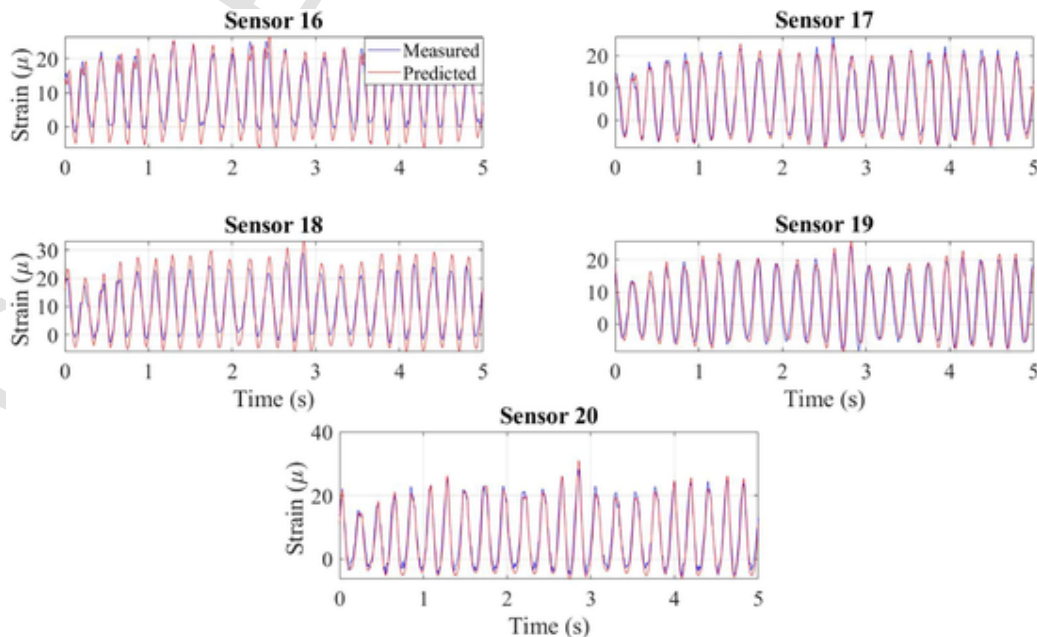 Sensor 16
Sensor 17
Strain (μ)
20
10
0
Measured
Predicted
0 1 2 3 4 5
20
10
0
0 1 2 3 4 5
Sensor 18
Sensor 19
Strain (μ)
30
20
10
0
0 1 2 3 4 5
Time (s)
20
10
0
0 1 2 3 4 5
Time (s)
Sensor 20
Strain (μ)
40
20
0
0 1 2 3 4 5
Time (s)